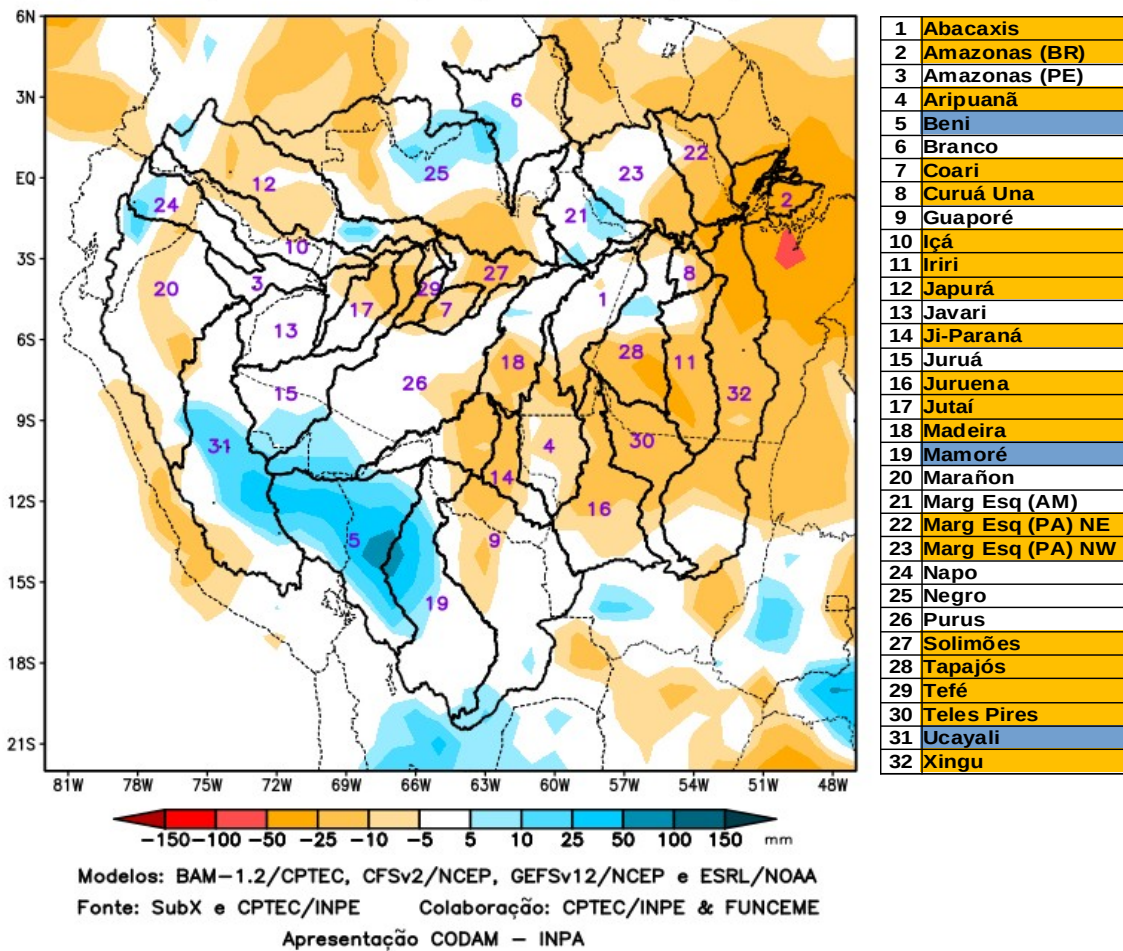 6N
3N
EQ
3S
6S
9S
12S
15S
18S
21S
81W 78W 75W 72W 69W 66W 63W 60W 57W 54W 51W 48W
6
25
23
22
2
12
24
21
10
3
20
27
29
8
17
7
1
13
28
11
18
15
26
32
31
4
30
14
16
5
9
19
1 Abacaxis
2 Amazonas (BR)
3 Amazonas (PE)
4 Aripuanã
5 Beni
6 Branco
7 Coari
8 Curuá Una
9 Guaporé
10 Içá
11 Iriri
12 Japurá
13 Javari
14 Ji-Paraná
15 Juruá
16 Juruena
17 Jutaí
18 Madeira
19 Mamoré
20 Marañon
21 Marg Esq (AM)
22 Marg Esq (PA) NE
23 Marg Esq (PA) NW
24 Napo
25 Negro
26 Purus
27 Solimões
28 Tapajós
29 Tefé
30 Teles Pires
31 Ucayali
32 Xingu
-150 -100 -50 -25 -10 -5 5 10 25 50 100 150 mm
Modelos: BAM-1.2/CPTEC, CFSv2/NCEP, GEFSv12/NCEP e ESRL/NOAA
Fonte: SubX e CPTEC/INPE Colaboração: CPTEC/INPE & FUNCEME
Apresentação CODAM - INPA